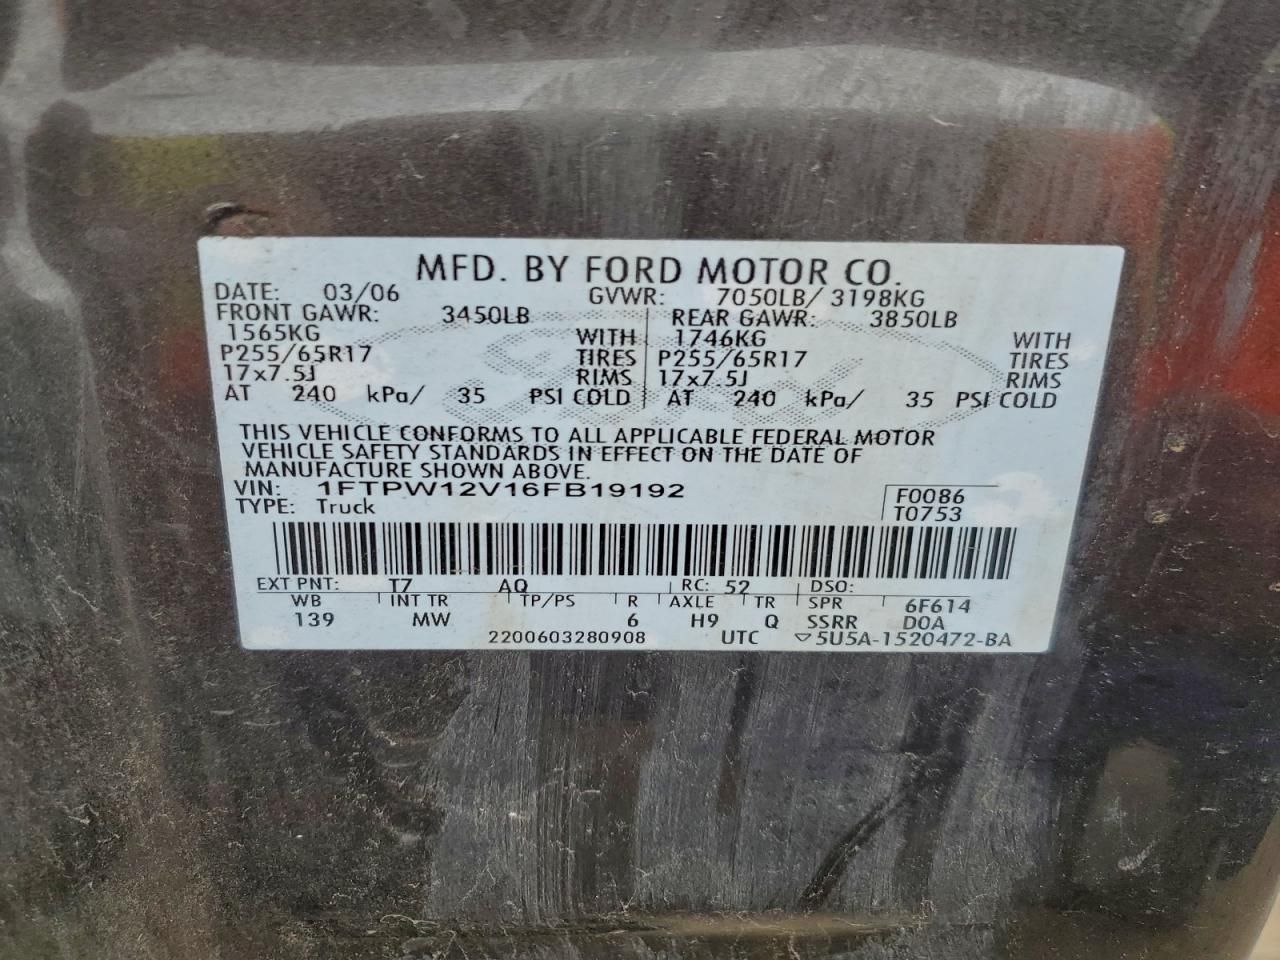 MFD. BY FORD MOTOR CO.
DATE: 03/06 GVWR: 7050LB/ 3198KG
FRONT GAWR: 3450LB REAR GAWR: 3850LB
1565KG WITH 1746KG WITH
P255/65R17 TIRES P255/65R17 TIRES
17x7.5J RIMS 17x7.5J RIMS
AT 240 kPa/ 35 PSI COLD AT 240 kPa/ 35 PSI COLD
THIS VEHICLE CONFORMS TO ALL APPLICABLE FEDERAL MOTOR
VEHICLE SAFETY STANDARDS IN EFFECT ON THE DATE OF
MANUFACTURE SHOWN ABOVE.
VIN: 1FTPW12V16FB19192 F0086
TYPE: Truck T0753
EXT PNT: T7 AQ RC: 52 DSO:
WB INT TR TP/PS R AXLE TR SPR 6F614
139 MW 6 H9 Q SSRR D0A
2200603280908 UTC 5U5A-1520472-BA